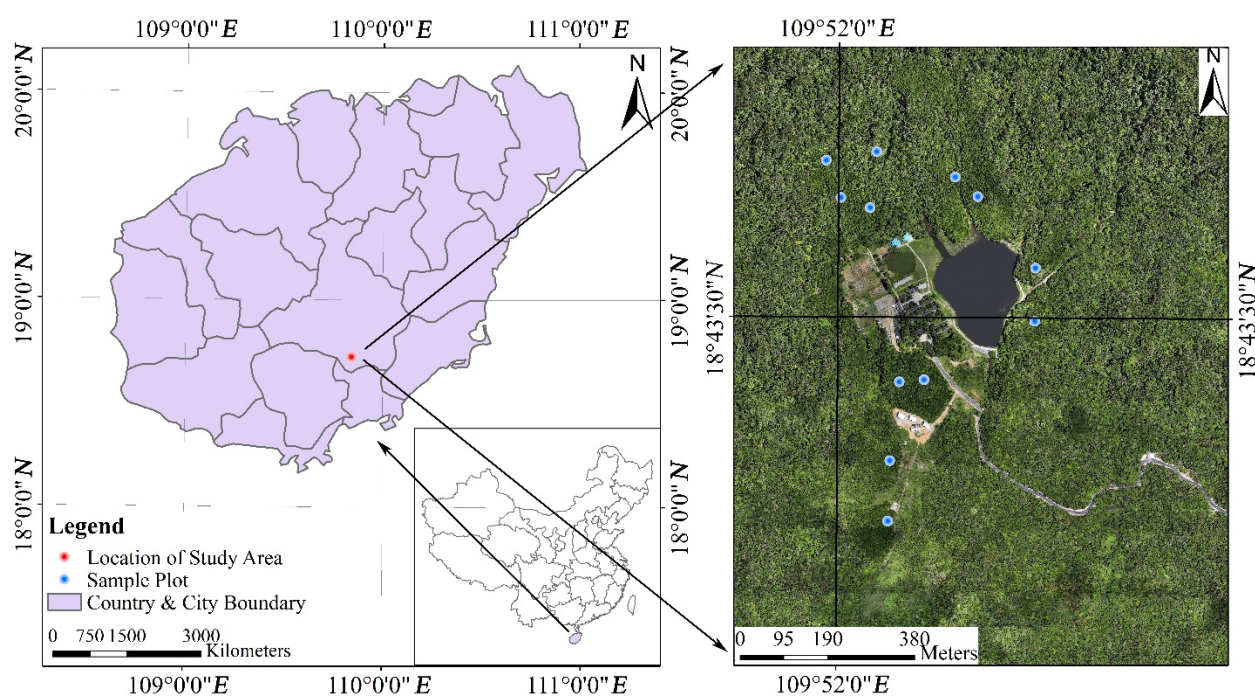 109°0'0"E 110°0'0"E 111°0'0"E
109°52'0"E
20°0'0"N
19°0'0"N
18°0'0"N
N
20°0'0"N
19°0'0"N
18°0'0"N
Legend
Location of Study Area
Sample Plot
Country & City Boundary
0 750 1500 3000
Kilometers
109°0'0"E 110°0'0"E 111°0'0"E
N
18°43'30"N
18°43'30"N
0 95 190 380
Meters
109°52'0"E